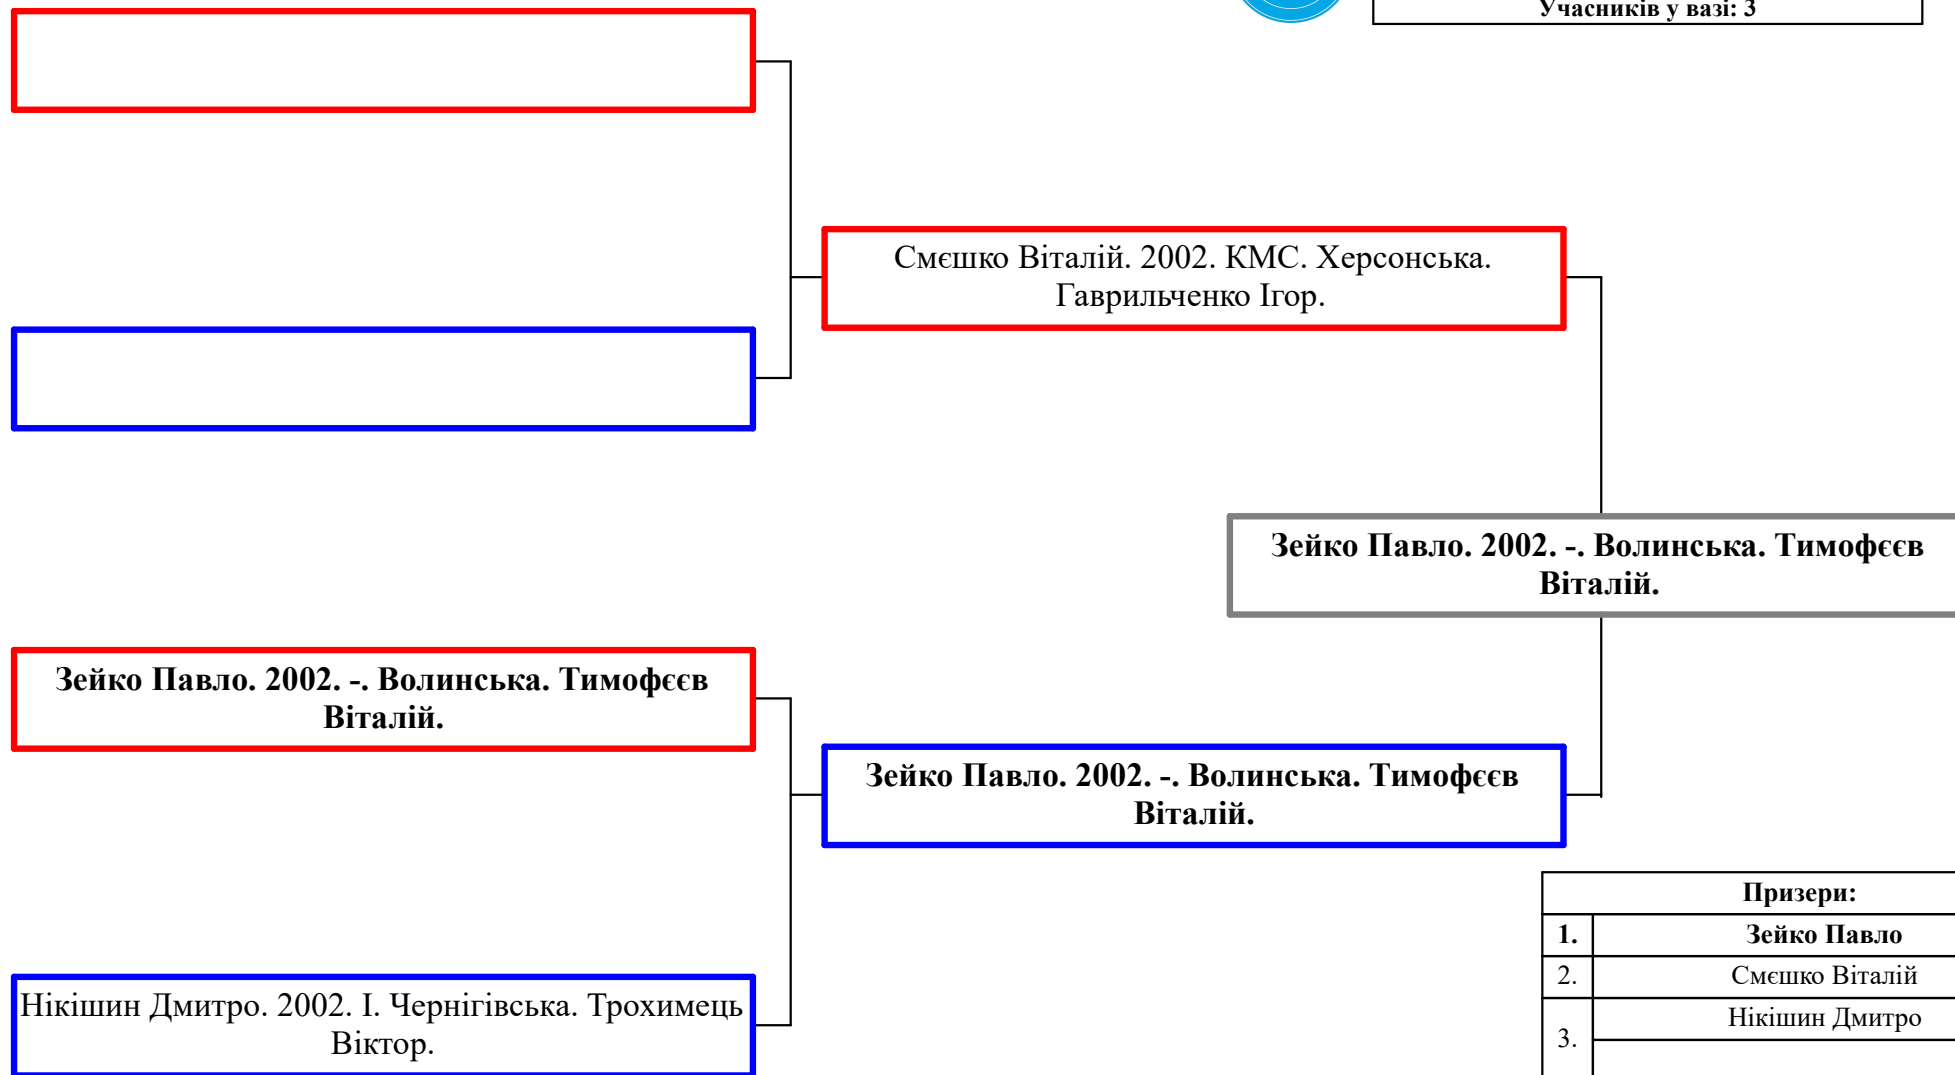 Учасників у вазі: 3
Смєшко Віталій. 2002. КМС. Херсонська.
Гаврильченко Ігор.
Зейко Павло. 2002. -. Волинська. Тимофєєв
Віталій.
Зейко Павло. 2002. -. Волинська. Тимофєєв
Віталій.
Зейко Павло. 2002. -. Волинська. Тимофєєв
Віталій.
Нікішин Дмитро. 2002. І. Чернігівська. Трохимець
Віктор.
Призери:
1. Зейко Павло
2. Смєшко Віталій
3. Нікішин Дмитро